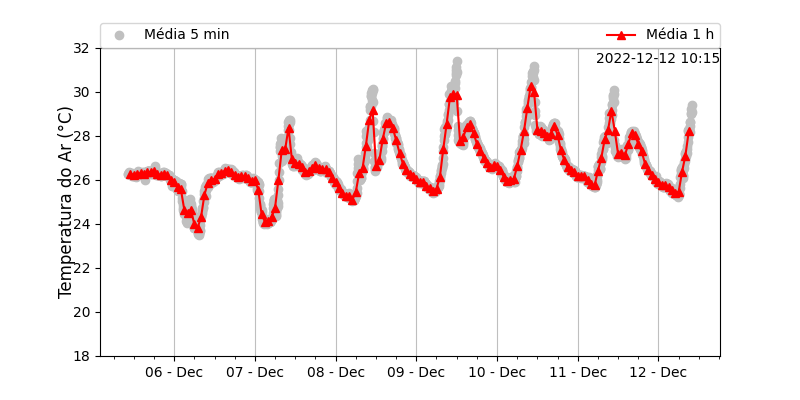 Média 5 min
Média 1 h
2022-12-12 10:15
Temperatura do Ar (°C)
32
30
28
26
24
22
20
18
06 - Dec
07 - Dec
08 - Dec
09 - Dec
10 - Dec
11 - Dec
12 - Dec